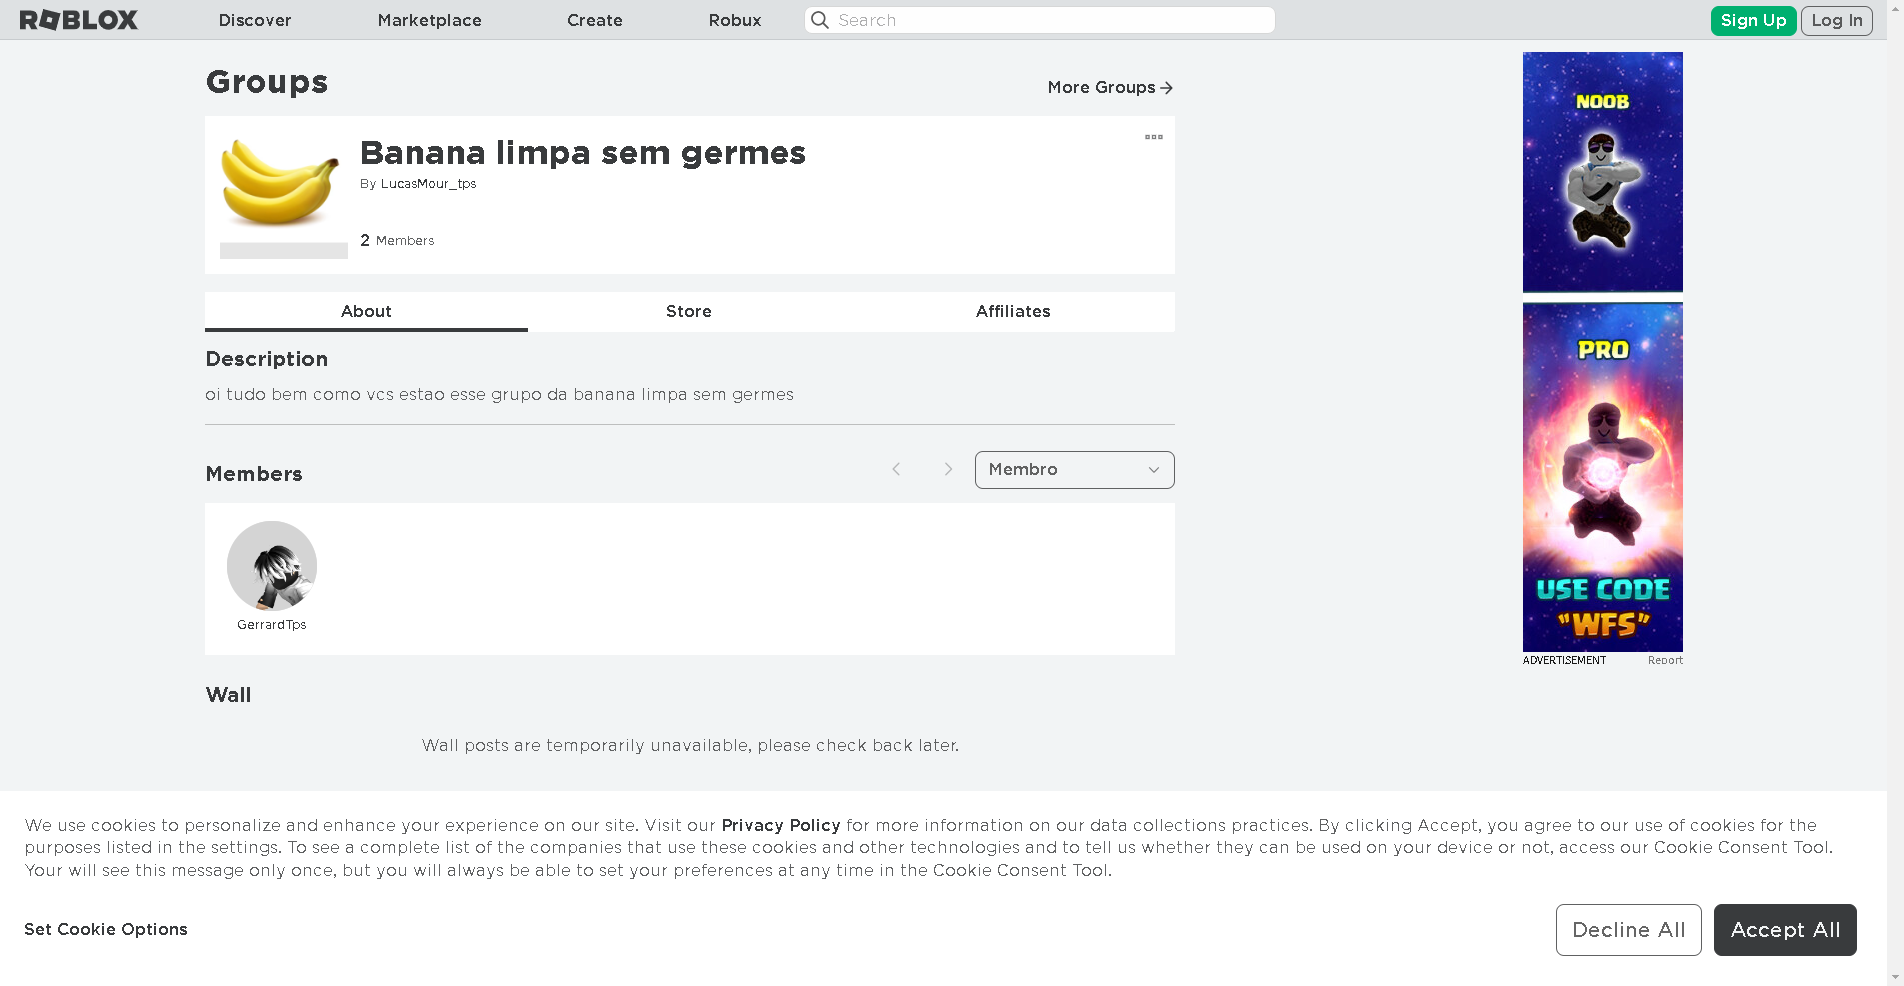 ROBLOX Discover Marketplace Create Robux Search Sign Up Log In
Groups
More Groups
Banana limpa sem germes
By LucasMour_tps
2 Members
About Store Affiliates
Description
oi tudo bem como vcs estao esse grupo da banana limpa sem germes
Members
Membro
GerrardTps
Wall
Wall posts are temporarily unavailable, please check back later.
NOOB
PRO
USE CODE
"WFS"
ADVERTISEMENT Report
We use cookies to personalize and enhance your experience on our site. Visit our Privacy Policy for more information on our data collections practices. By clicking Accept, you agree to our use of cookies for the
purposes listed in the settings. To see a complete list of the companies that use these cookies and other technologies and to tell us whether they can be used on your device or not, access our Cookie Consent Tool.
Your will see this message only once, but you will always be able to set your preferences at any time in the Cookie Consent Tool.
Set Cookie Options
Decline All
Accept All